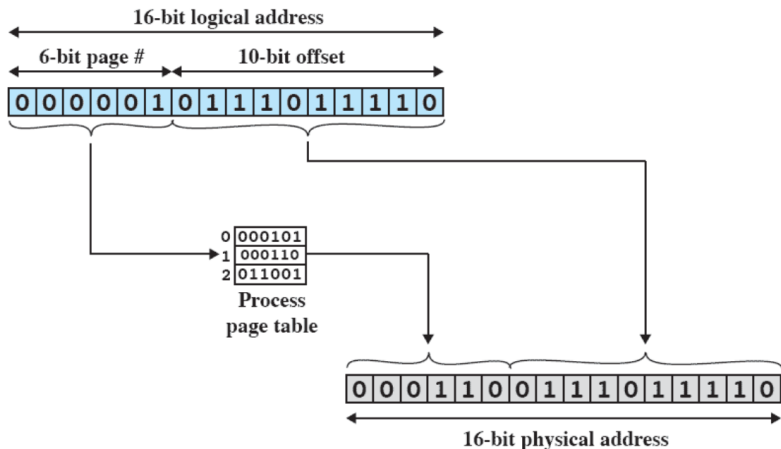 16-bit logical address
6-bit page # 10-bit offset
0 0 0 0 0 1 0 1 1 1 0 1 1 1 1 0
0 000101
1 000110
2 011001
Process
page table
0 0 0 1 1 0 0 1 1 1 0 1 1 1 1 0
16-bit physical address